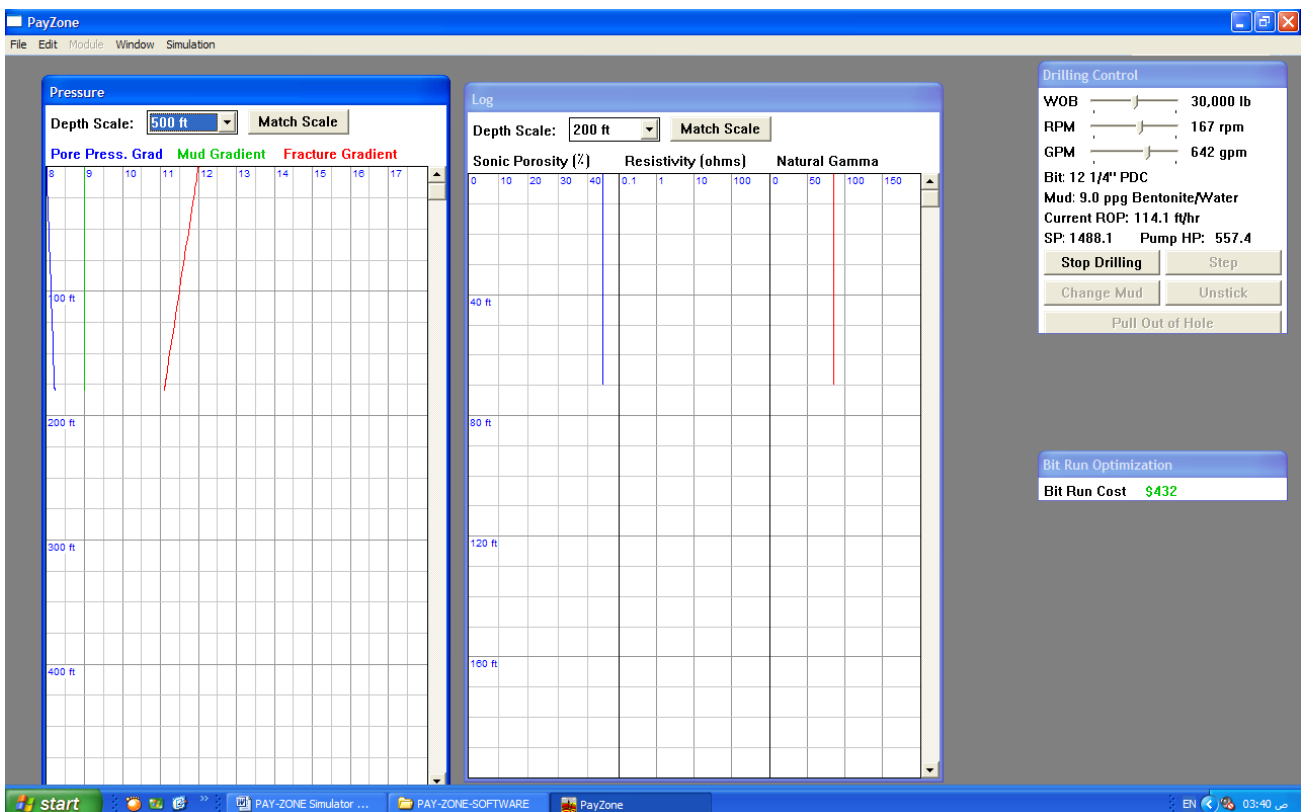 PayZone
File Edit Module Window Simulation
Pressure
Depth Scale: 500 ft Match Scale
Pore Press. Grad Mud Gradient Fracture Gradient
8 9 10 11 12 13 14 15 16 17
100 ft
200 ft
300 ft
400 ft
Log
Depth Scale: 200 ft Match Scale
Sonic Porosity (%) Resistivity (ohms) Natural Gamma
0 10 20 30 40 0.1 1 10 100 0 50 100 150
40 ft
80 ft
120 ft
160 ft
Drilling Control
WOB 30,000 lb
RPM 167 rpm
GPM 642 gpm
Bit: 12 1/4" PDC
Mud: 9.0 ppg Bentonite/Water
Current ROP: 114.1 ft/hr
SP: 1488.1 Pump HP: 557.4
Stop Drilling Step
Change Mud Unstick
Pull Out of Hole
Bit Run Optimization
Bit Run Cost $432
start PAY-ZONE Simulator ... PAY-ZONE-SOFTWARE PayZone EN 03:40 ص